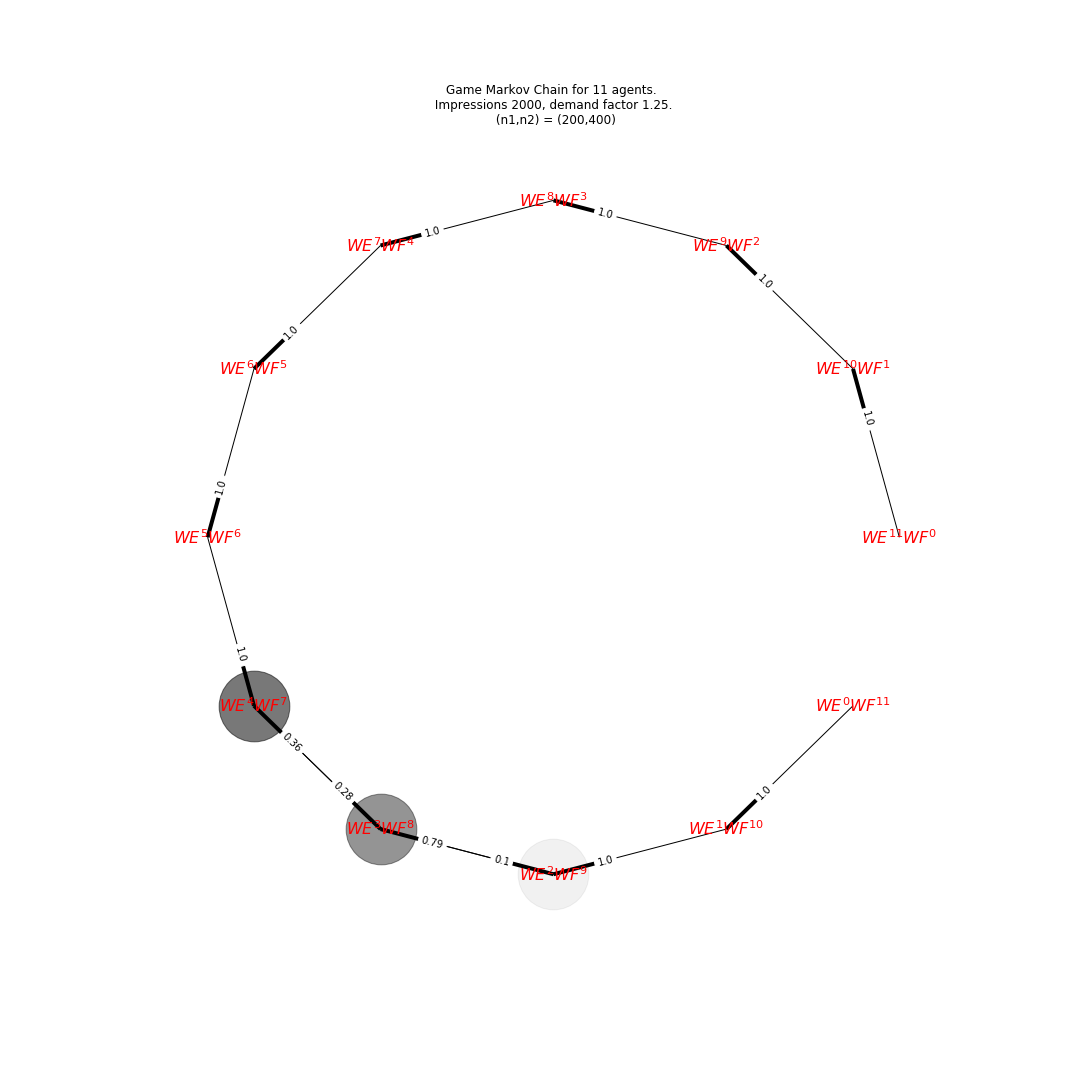 Game Markov Chain for 11 agents.
Impressions 2000, demand factor 1.25.
(n1,n2) = (200,400)
WE^8WF^3
1.0
1.0
WE^7WF^4
WE^9WF^2
1.0
1.0
WE^6WF^5
WE^10WF^1
1.0
1.0
WE^5WF^6
WE^11WF^0
1.0
WE^4WF^7
WE^0WF^11
0.36
0.28
1.0
WE^3WF^8
WE^1WF^10
0.79
0.1
1.0
WE^2WF^9